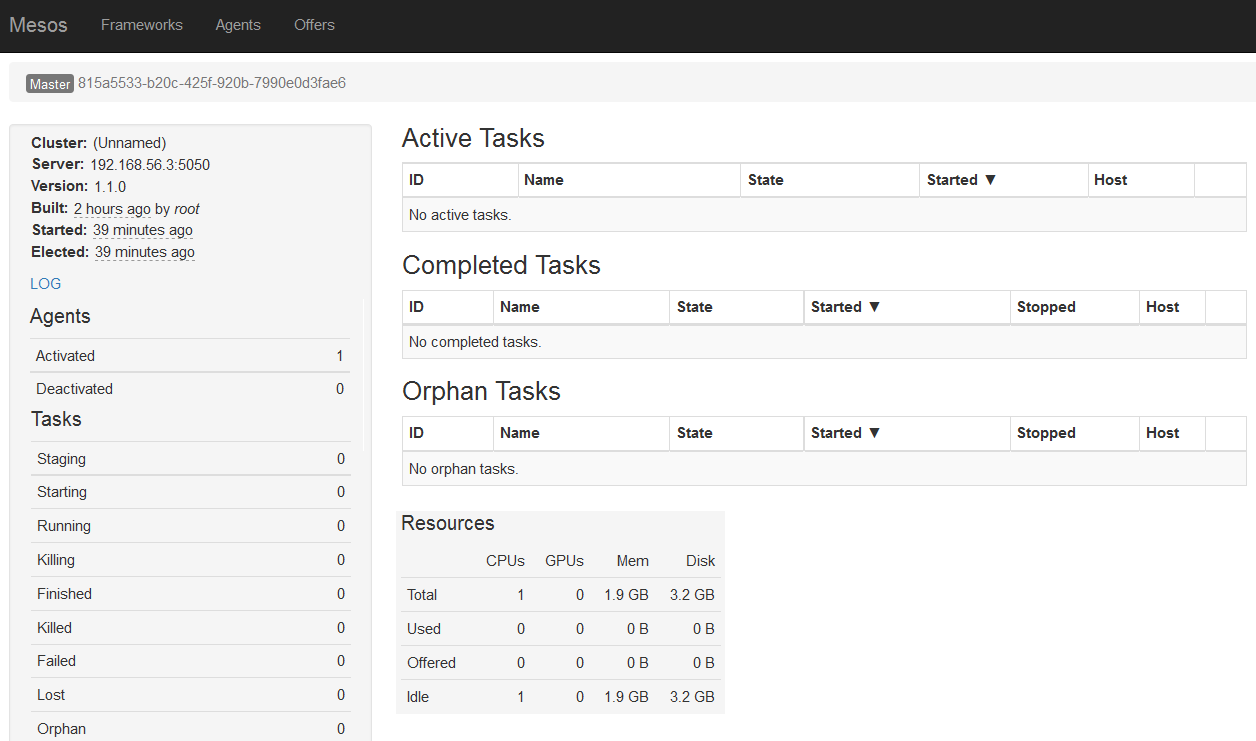 Mesos Frameworks Agents Offers
Master 815a5533-b20c-425f-920b-7990e0d3fae6
Cluster: (Unnamed)
Server: 192.168.56.3:5050
Version: 1.1.0
Built: 2 hours ago by root
Started: 39 minutes ago
Elected: 39 minutes ago
LOG
Agents
Activated 1
Deactivated 0
Tasks
Staging 0
Starting 0
Running 0
Killing 0
Finished 0
Killed 0
Failed 0
Lost 0
Orphan 0
Active Tasks
ID Name State Started ▼ Host
No active tasks.
Completed Tasks
ID Name State Started ▼ Stopped Host
No completed tasks.
Orphan Tasks
ID Name State Started ▼ Stopped Host
No orphan tasks.
Resources
CPUs GPUs Mem Disk
Total 1 0 1.9 GB 3.2 GB
Used 0 0 0 B 0 B
Offered 0 0 0 B 0 B
Idle 1 0 1.9 GB 3.2 GB